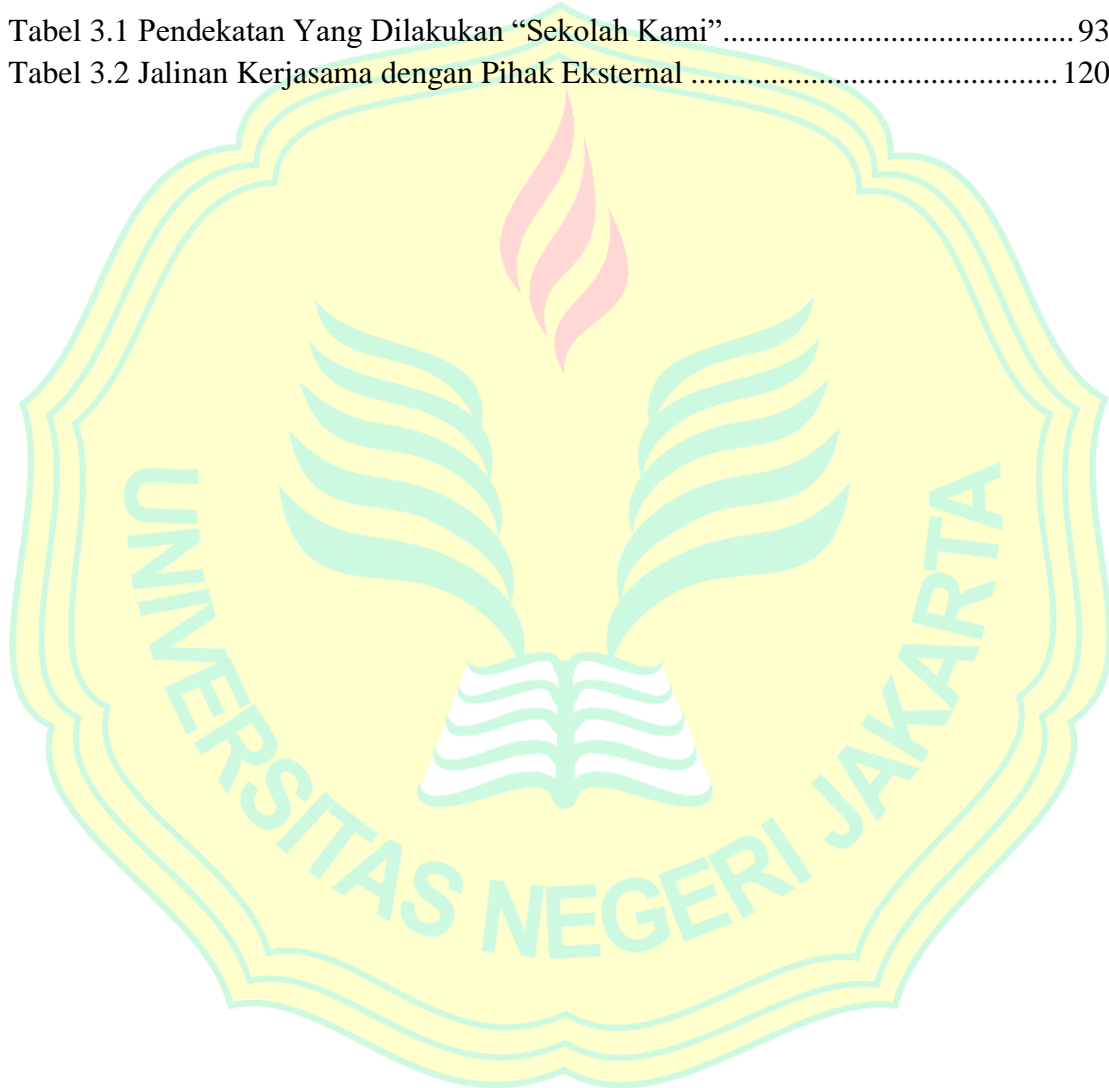 Tabel 3.1 Pendekatan Yang Dilakukan “Sekolah Kami”............................................ 93
Tabel 3.2 Jalinan Kerjasama dengan Pihak Eksternal .............................................. 120
UNIVERSITAS NEGERI JAKARTA